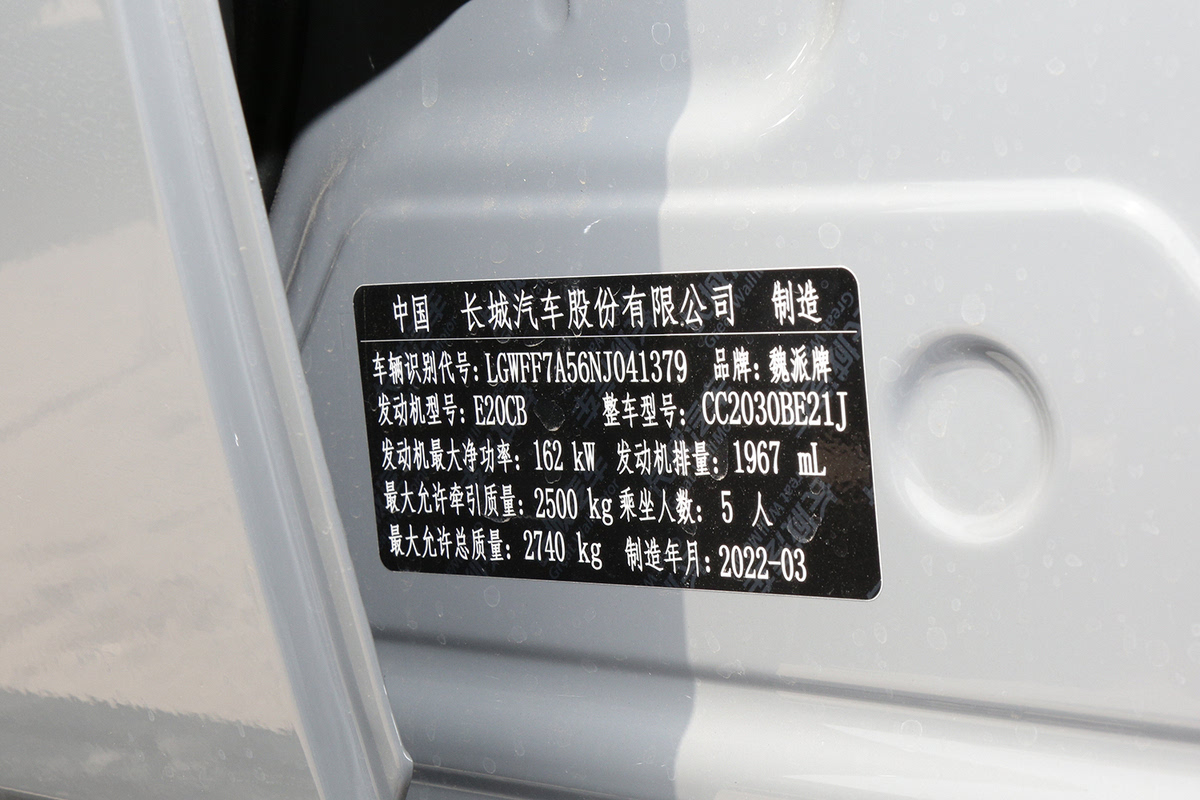 中国 长城汽车股份有限公司 制造
车辆识别代号: LGWFF7A56NJ041379 品牌: 魏派牌
发动机型号: E20CB 整车型号: CC2030BE21J
发动机最大净功率: 162 kW 发动机排量: 1967 mL
最大允许牵引质量: 2500 kg 乘坐人数: 5 人
最大允许总质量: 2740 kg 制造年月: 2022-03